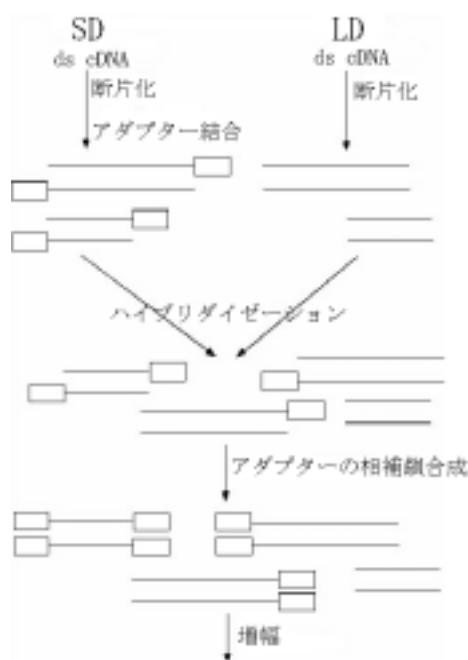 SD LD
ds cDNA ds cDNA
断片化 断片化
アダプター結合
ハイブリダイゼーション
アダプターの相補鎖合成
増幅